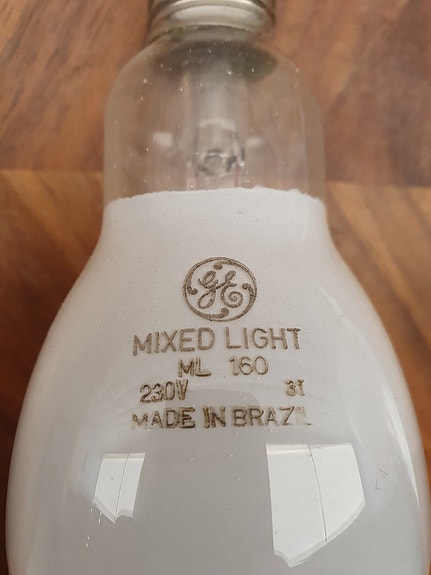 GE
MIXED LIGHT
ML 160
230V 31
MADE IN BRAZIL